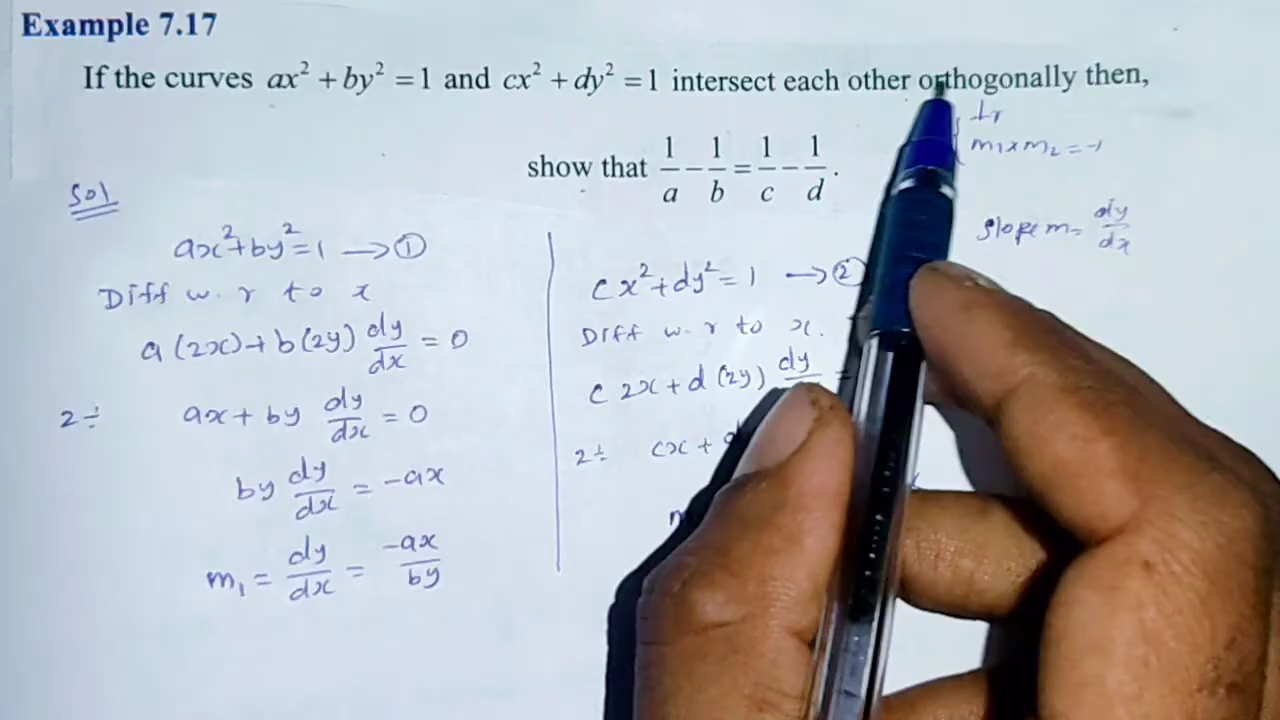 Example 7.17
If the curves ax² + by² = 1 and cx² + dy² = 1 intersect each other orthogonally then,
show that 1/a − 1/b = 1/c − 1/d .
⊥r
m₁ × m₂ = −1
slope m = dy/dx
Sol
ax² + by² = 1 → ①
Diff w. r to x
a (2x) + b (2y) dy/dx = 0
2 ÷ ax + by dy/dx = 0
by dy/dx = −ax
m₁ = dy/dx = −ax/by
cx² + dy² = 1 → ②
Diff w. r to x.
c 2x + d (2y) dy/dx =
2 ÷ cx +